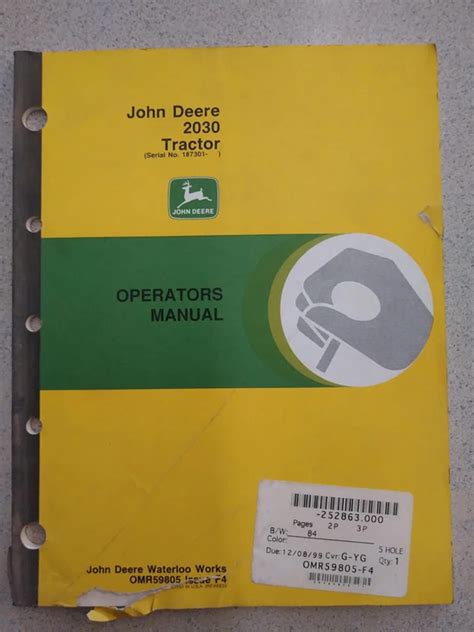 John Deere
2030
Tractor
(Serial No. 187301-     )
JOHN DEERE
OPERATORS
MANUAL
-252863.000
Pages 2P 3P
B/W: 84
Color:
5 HOLE
Due: 12/08/99 Cvr: G-YG Qty: 1
OMR59805-F4
John Deere Waterloo Works
OMR59805 Issue F4